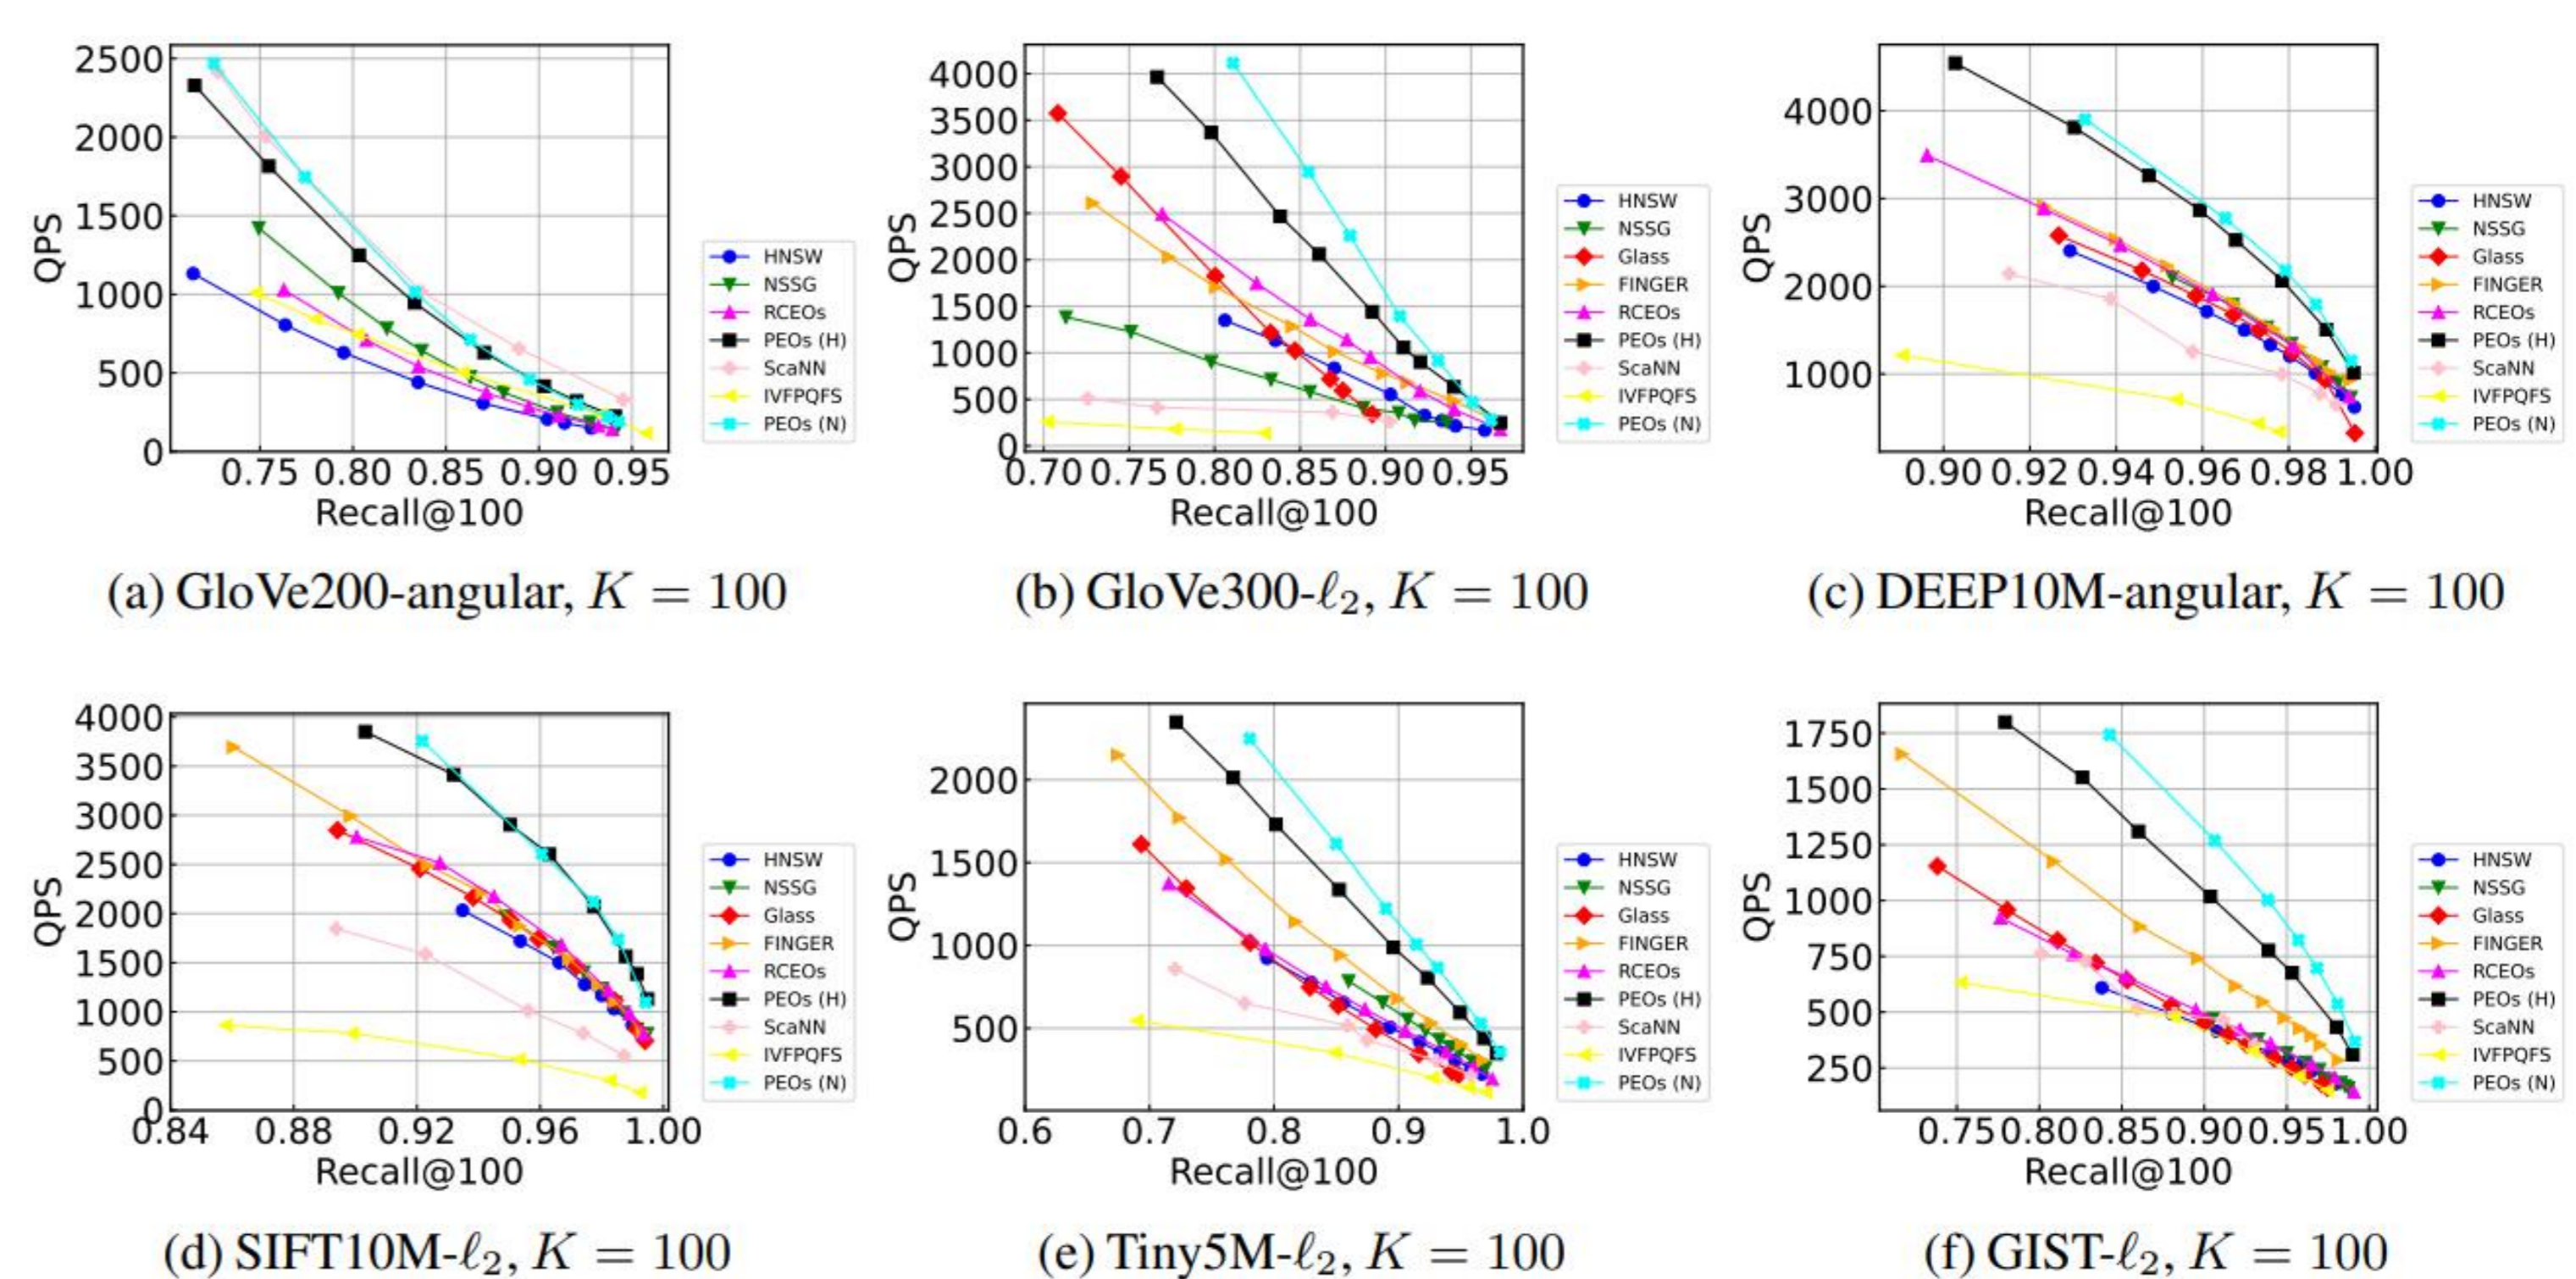 2500
2000
1500
1000
500
0
QPS
0.75 0.80 0.85 0.90 0.95
Recall@100
HNSW
NSSG
RCEOs
PEOs (H)
ScaNN
IVFPQFS
PEOs (N)
(a) GloVe200-angular, K = 100
4000
3500
3000
2500
2000
1500
1000
500
0
QPS
0.70 0.75 0.80 0.85 0.90 0.95
Recall@100
HNSW
NSSG
Glass
FINGER
RCEOs
PEOs (H)
ScaNN
IVFPQFS
PEOs (N)
(b) GloVe300-ℓ₂, K = 100
4000
3000
2000
1000
QPS
0.90 0.92 0.94 0.96 0.98 1.00
Recall@100
HNSW
NSSG
Glass
FINGER
RCEOs
PEOs (H)
ScaNN
IVFPQFS
PEOs (N)
(c) DEEP10M-angular, K = 100
4000
3500
3000
2500
2000
1500
1000
500
0
QPS
0.84 0.88 0.92 0.96 1.00
Recall@100
HNSW
NSSG
Glass
FINGER
RCEOs
PEOs (H)
ScaNN
IVFPQFS
PEOs (N)
(d) SIFT10M-ℓ₂, K = 100
2000
1500
1000
500
QPS
0.6 0.7 0.8 0.9 1.0
Recall@100
HNSW
NSSG
Glass
FINGER
RCEOs
PEOs (H)
ScaNN
IVFPQFS
PEOs (N)
(e) Tiny5M-ℓ₂, K = 100
1750
1500
1250
1000
750
500
250
QPS
0.75 0.80 0.85 0.90 0.95 1.00
Recall@100
HNSW
NSSG
Glass
FINGER
RCEOs
PEOs (H)
ScaNN
IVFPQFS
PEOs (N)
(f) GIST-ℓ₂, K = 100